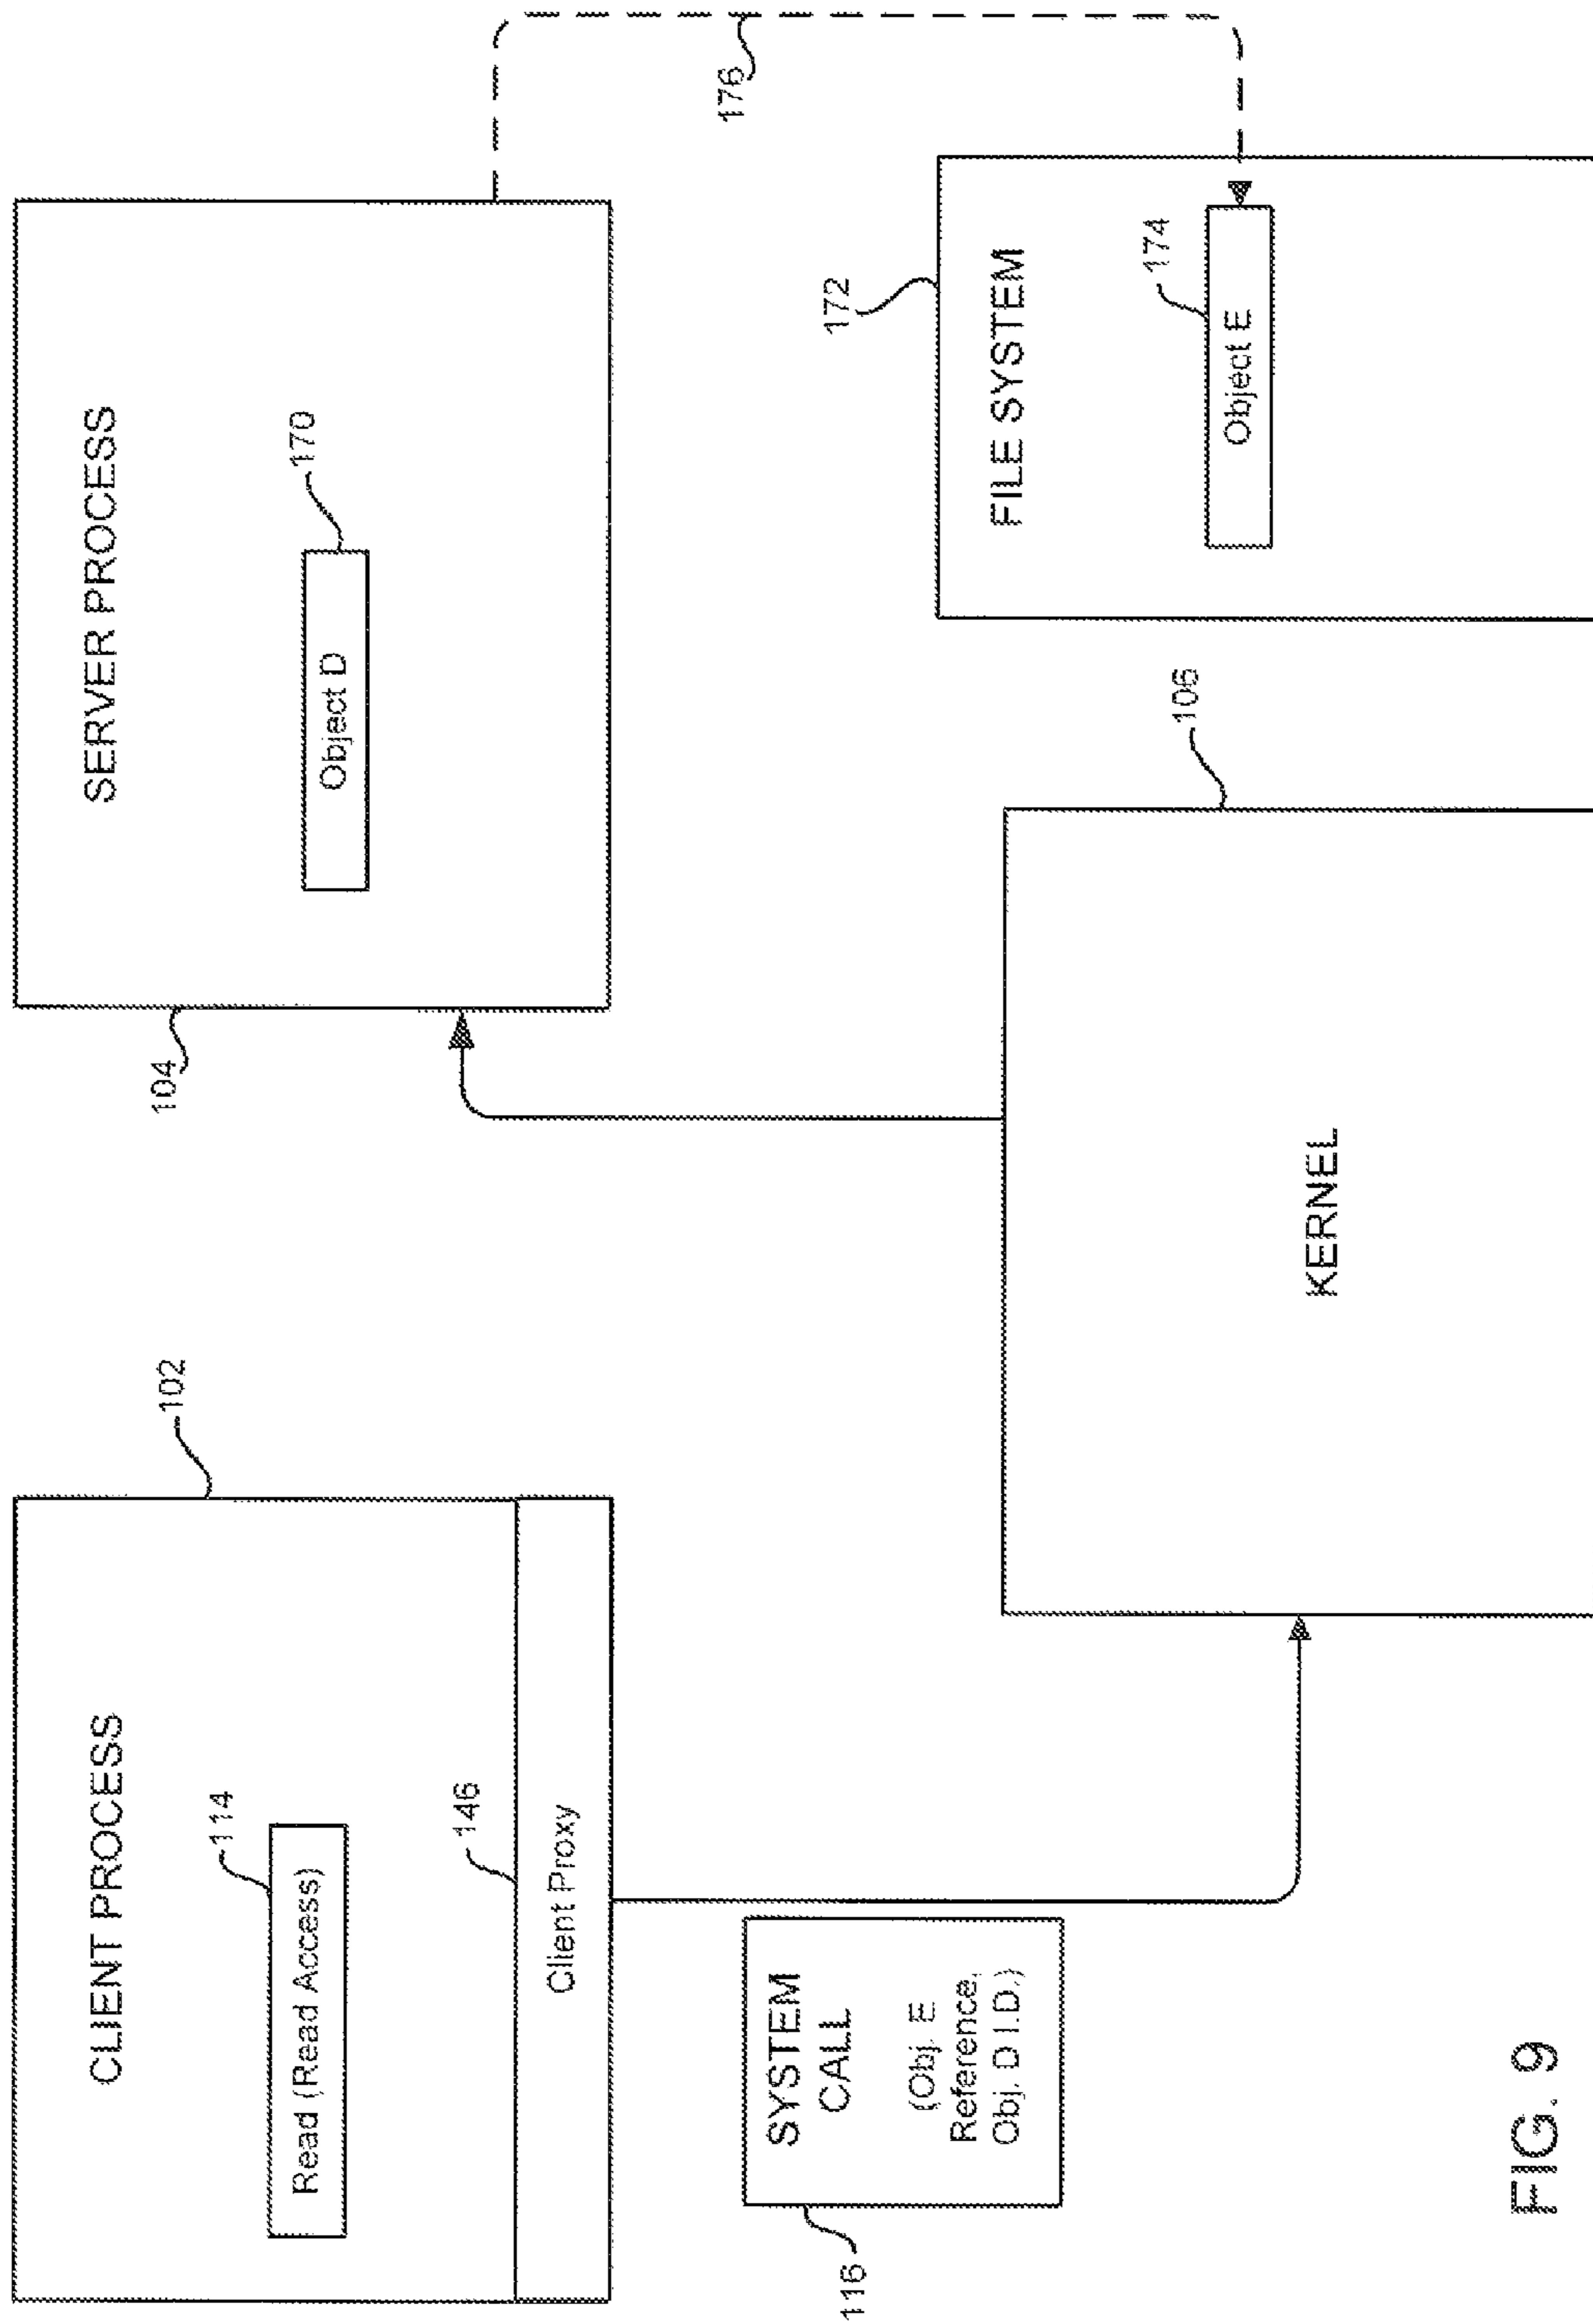 CLIENT PROCESS
102
Read (Read Access)
114
146
Client Proxy
SYSTEM
CALL
(Obj. E
Reference,
Obj. D I.D.)
116
SERVER PROCESS
104
Object D
170
KERNEL
106
FILE SYSTEM
172
Object E
174
176
FIG. 9